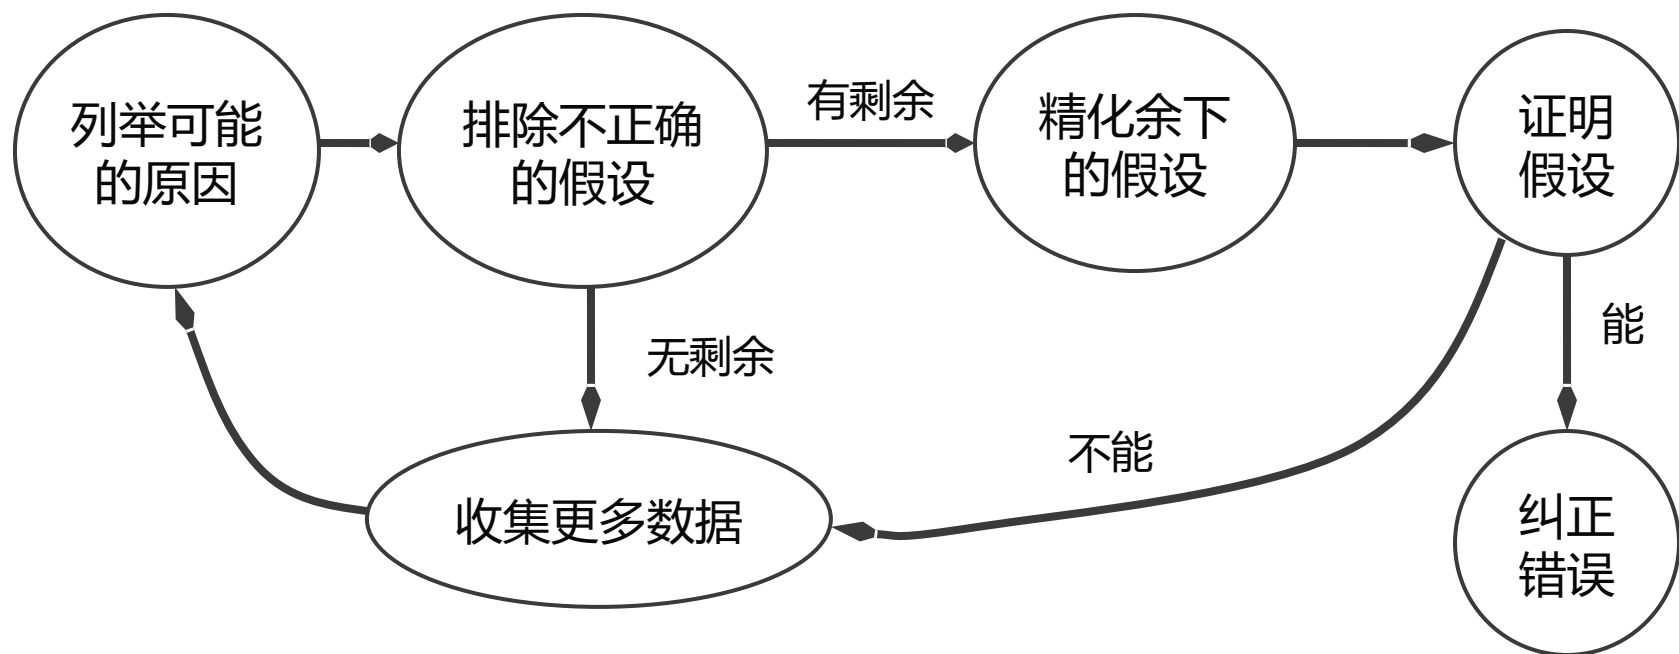 列举可能
的原因
排除不正确
的假设
有剩余
精化余下
的假设
证明
假设
无剩余
能
不能
收集更多数据
纠正
错误